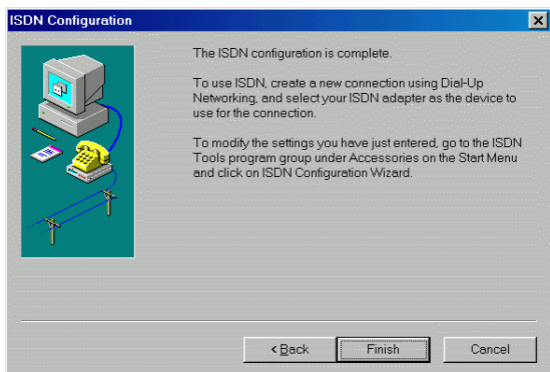 ISDN Configuration
The ISDN configuration is complete.
To use ISDN, create a new connection using Dial-Up
Networking, and select your ISDN adapter as the device to
use for the connection.
To modify the settings you have just entered, go to the ISDN
Tools program group under Accessories on the Start Menu
and click on ISDN Configuration Wizard.
< Back
Finish
Cancel